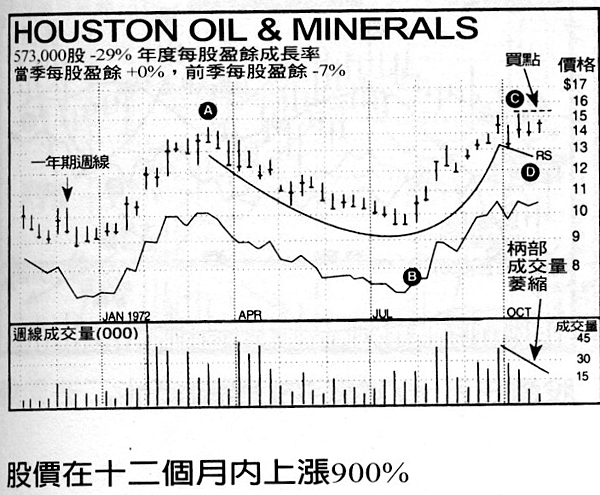 HOUSTON OIL & MINERALS
573,000股 -29% 年度每股盈餘成長率
當季每股盈餘 +0%，前季每股盈餘 -7%
買點
價格
$17
A
C
16
15
14
一年期週線
13
RS
D
12
11
10
9
柄部
B
成交量
8
萎縮
JAN 1972
APR
JUL
OCT
週線成交量(000)
成交量
45
30
15
股價在十二個月內上漲900%